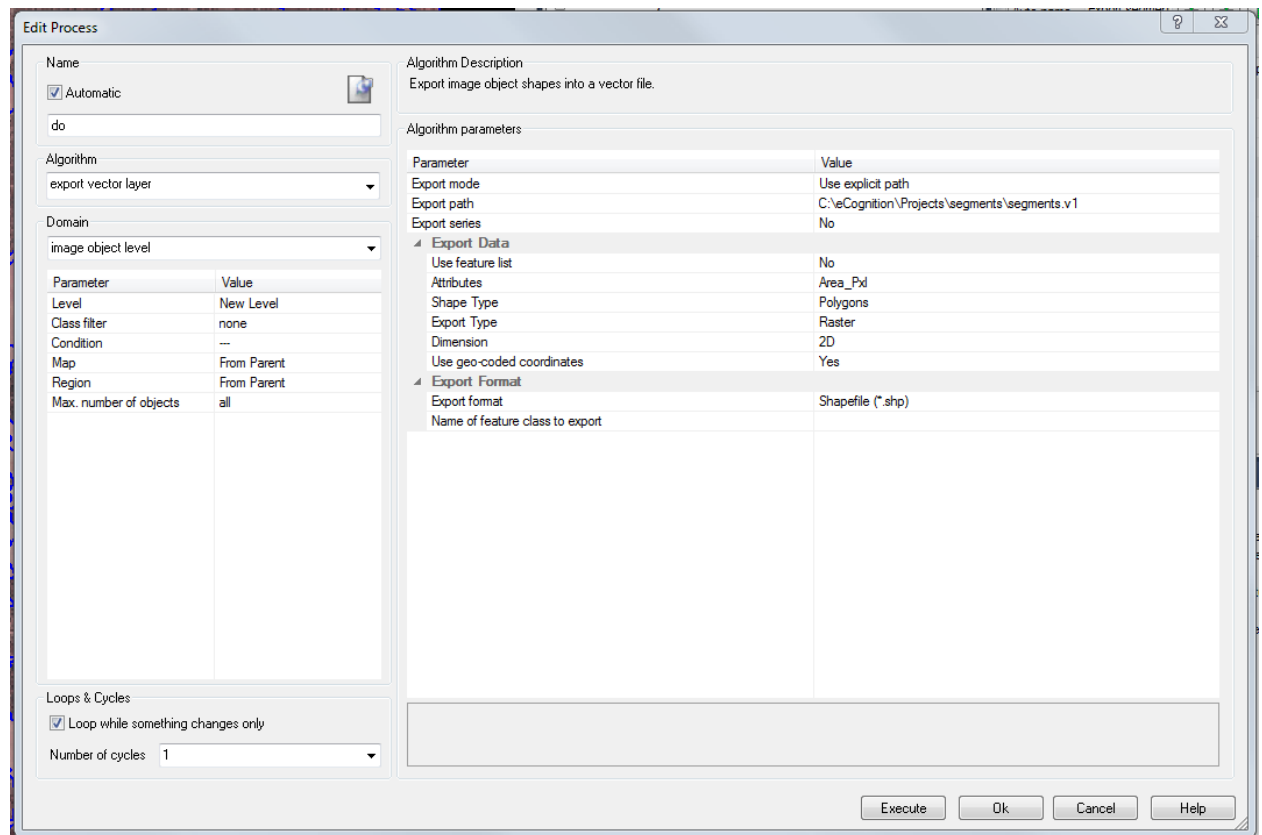 Edit Process
Name
Automatic
do
Algorithm
export vector layer
Domain
image object level
Parameter Value
Level New Level
Class filter none
Condition ---
Map From Parent
Region From Parent
Max. number of objects all
Loops & Cycles
Loop while something changes only
Number of cycles 1
Algorithm Description
Export image object shapes into a vector file.
Algorithm parameters
Parameter Value
Export mode Use explicit path
Export path C:\eCognition\Projects\segments\segments.v1
Export series No
Export Data
Use feature list No
Attributes Area_Pxl
Shape Type Polygons
Export Type Raster
Dimension 2D
Use geo-coded coordinates Yes
Export Format
Export format Shapefile (*.shp)
Name of feature class to export
Execute Ok Cancel Help